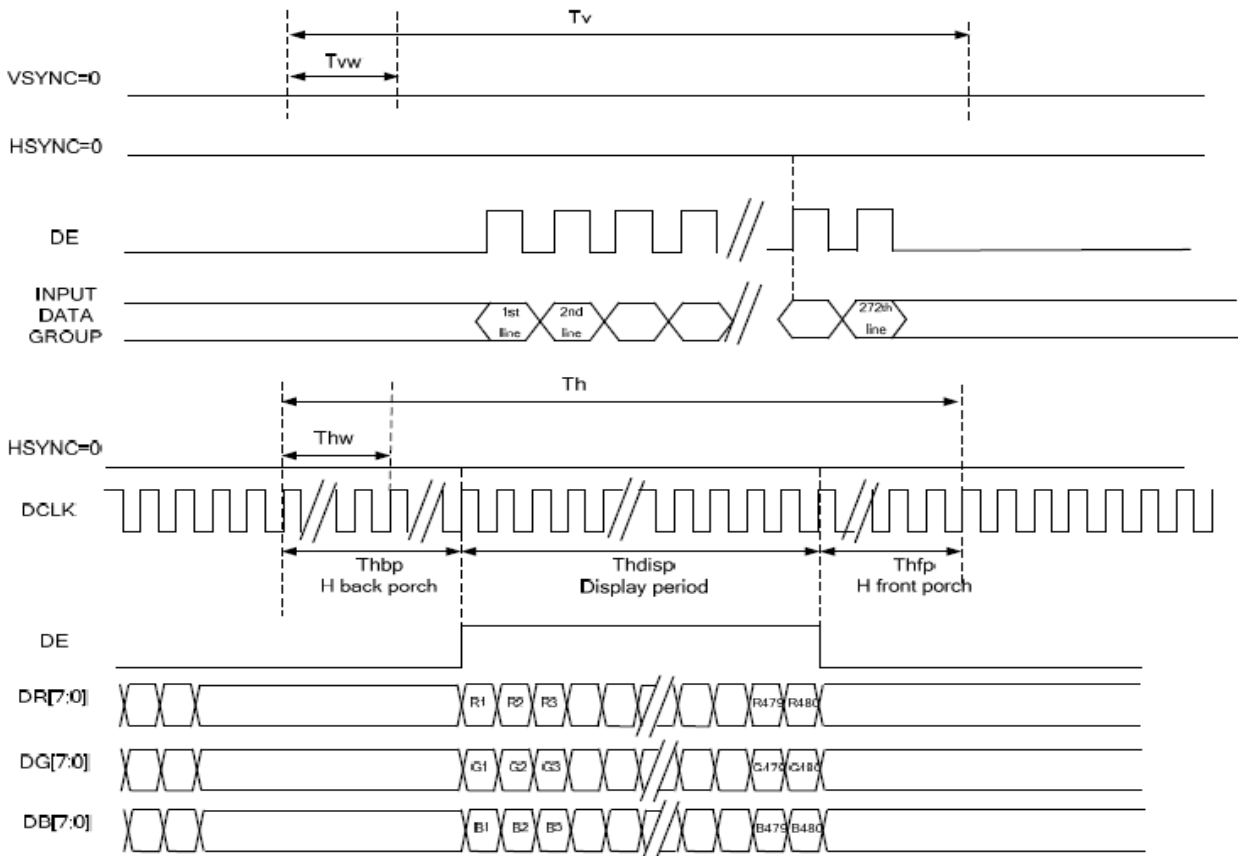 Tv
Tvw
VSYNC=0
HSYNC=0
DE
INPUT
DATA
GROUP
1st
line
2nd
line
272th
line
Th
Thw
HSYNC=0
DCLK
Thbp
H back porch
Thdisp
Display period
Thfp
H front porch
DE
DR[7:0] R1 R2 R3 R479 R480
DG[7:0] G1 G2 G3 G479 G480
DB[7:0] B1 B2 B479 B480